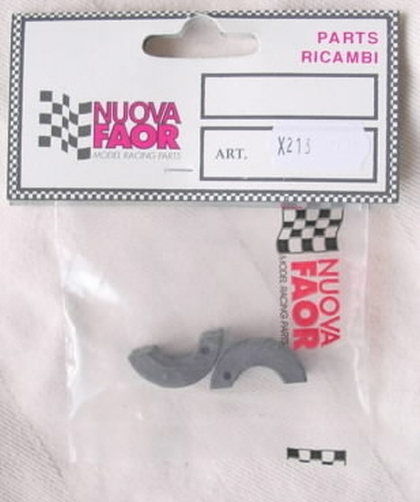 PARTS
RICAMBI
NUOVA
FAOR
MODEL RACING PARTS
ART.
X213
NUOVA
FAOR
MODEL RACING PARTS